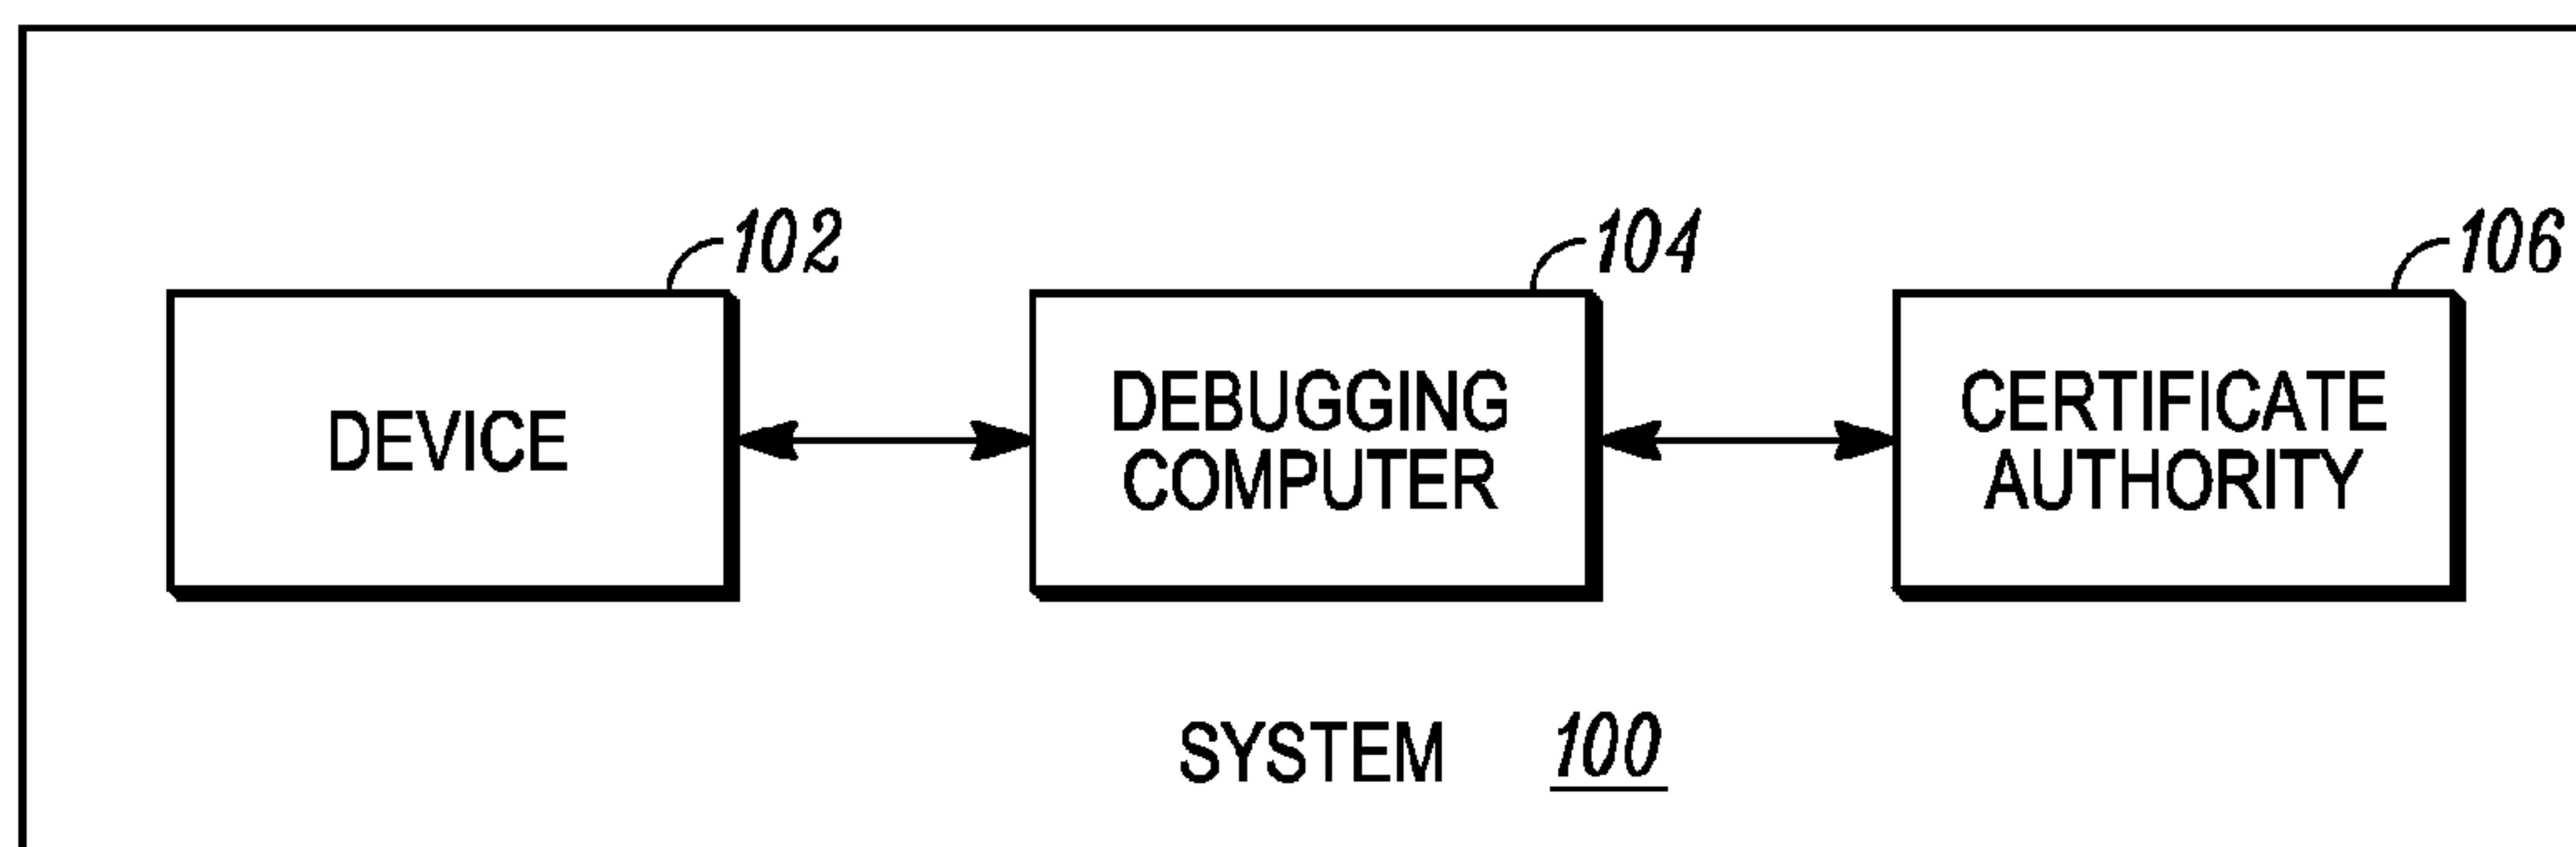 102
104
106
DEVICE
DEBUGGING
COMPUTER
CERTIFICATE
AUTHORITY
SYSTEM 100